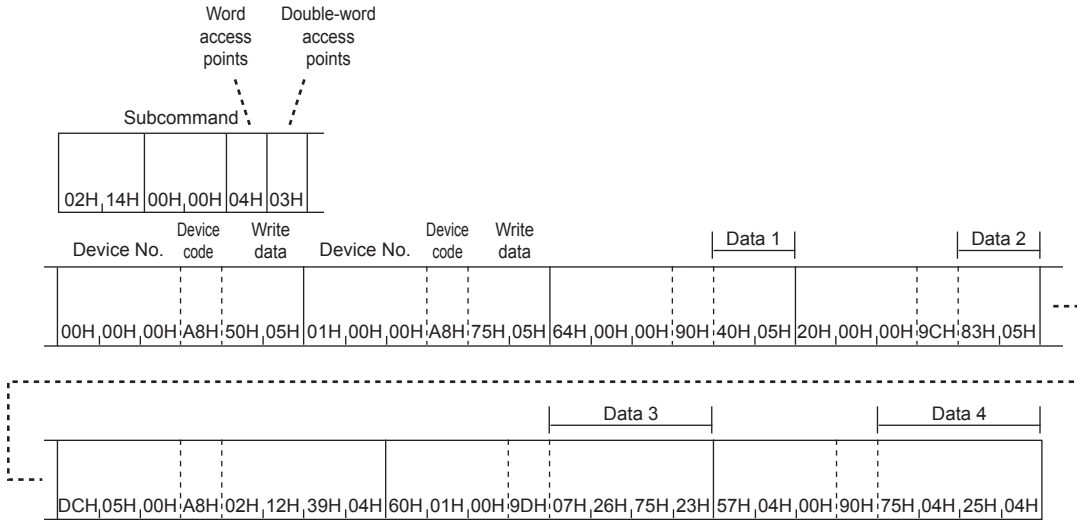 Word Double-word
access access
points points
Subcommand
02H 14H 00H 00H 04H 03H
Device No. Device code Write data Device No. Device code Write data Data 1 Data 2
00H 00H 00H A8H 50H 05H 01H 00H 00H A8H 75H 05H 64H 00H 00H 90H 40H 05H 20H 00H 00H 9CH 83H 05H
Data 3 Data 4
DCH 05H 00H A8H 02H 12H 39H 04H 60H 01H 00H 9DH 07H 26H 75H 23H 57H 04H 00H 90H 75H 04H 25H 04H